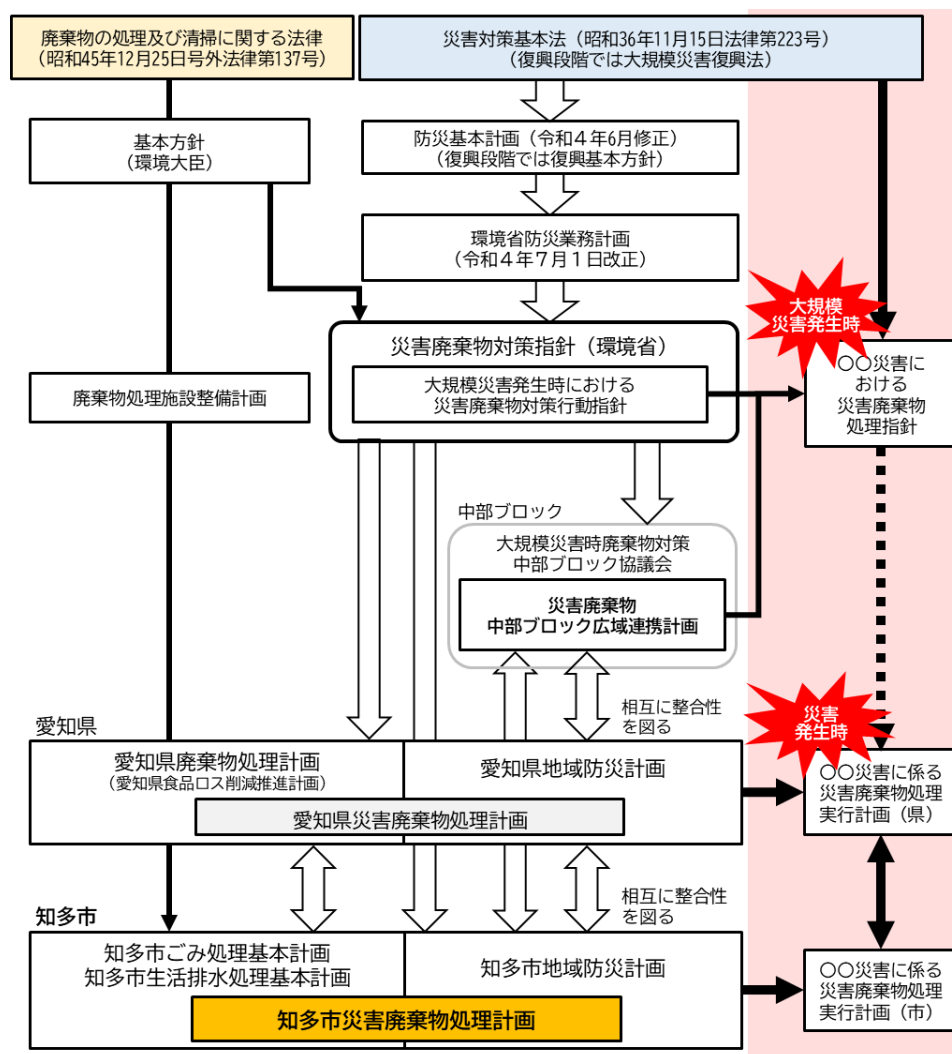 廃棄物の処理及び清掃に関する法律
（昭和45年12月25日号外法律第137号）
災害対策基本法（昭和36年11月15日法律第223号）
（復興段階では大規模災害復興法）
基本方針
（環境大臣）
防災基本計画（令和４年6月修正）
（復興段階では復興基本方針）
環境省防災業務計画
（令和４年７月１日改正）
大規模
災害発生時
災害廃棄物対策指針（環境省）
大規模災害発生時における
災害廃棄物対策行動指針
〇〇災害に
おける
災害廃棄物
処理指針
廃棄物処理施設整備計画
中部ブロック
大規模災害時廃棄物対策
中部ブロック協議会
災害廃棄物
中部ブロック広域連携計画
相互に整合性
を図る
災害
発生時
愛知県
愛知県廃棄物処理計画
（愛知県食品ロス削減推進計画）
愛知県地域防災計画
愛知県災害廃棄物処理計画
〇〇災害に係る
災害廃棄物処理
実行計画（県）
相互に整合性
を図る
知多市
知多市ごみ処理基本計画
知多市生活排水処理基本計画
知多市地域防災計画
知多市災害廃棄物処理計画
〇〇災害に係る
災害廃棄物処理
実行計画（市）